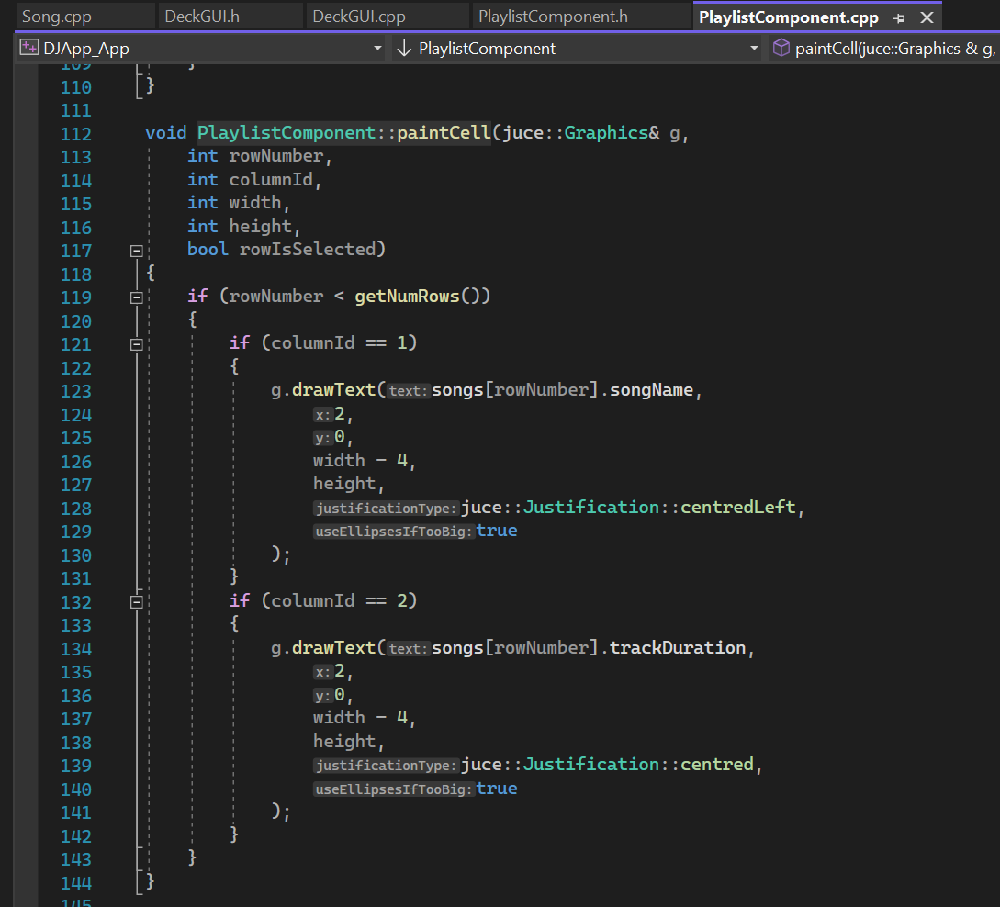 Song.cpp DeckGUI.h DeckGUI.cpp PlaylistComponent.h PlaylistComponent.cpp
DJApp_App PlaylistComponent paintCell(juce::Graphics & g,
109 }
110 }
111
112 void PlaylistComponent::paintCell(juce::Graphics& g,
113 int rowNumber,
114 int columnId,
115 int width,
116 int height,
117 bool rowIsSelected)
118 {
119 if (rowNumber < getNumRows())
120 {
121 if (columnId == 1)
122 {
123 g.drawText(text:songs[rowNumber].songName,
124 x:2,
125 y:0,
126 width - 4,
127 height,
128 justificationType:juce::Justification::centredLeft,
129 useEllipsesIfTooBig:true
130 );
131 }
132 if (columnId == 2)
133 {
134 g.drawText(text:songs[rowNumber].trackDuration,
135 x:2,
136 y:0,
137 width - 4,
138 height,
139 justificationType:juce::Justification::centred,
140 useEllipsesIfTooBig:true
141 );
142 }
143 }
144 }
145